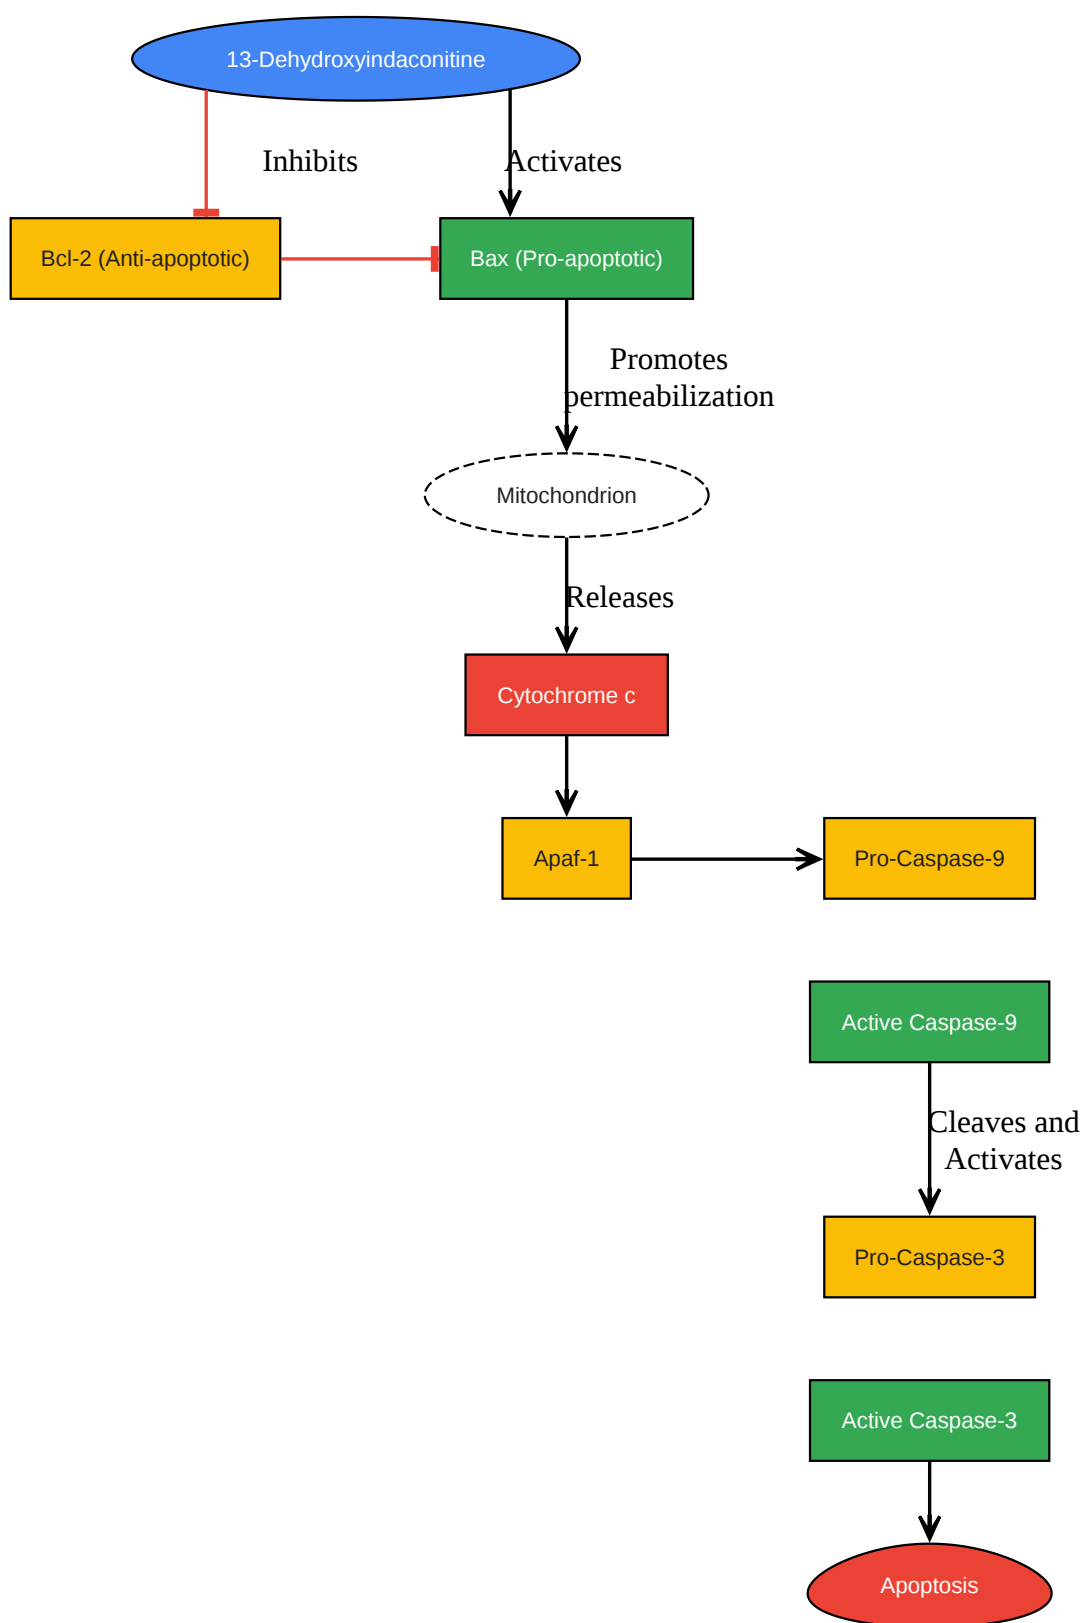 13-Dehydroxyindaconitine
Inhibits
Activates
Bcl-2 (Anti-apoptotic)
Bax (Pro-apoptotic)
Promotes
permeabilization
Mitochondrion
Releases
Cytochrome c
Apaf-1
Pro-Caspase-9
Active Caspase-9
Cleaves and
Activates
Pro-Caspase-3
Active Caspase-3
Apoptosis